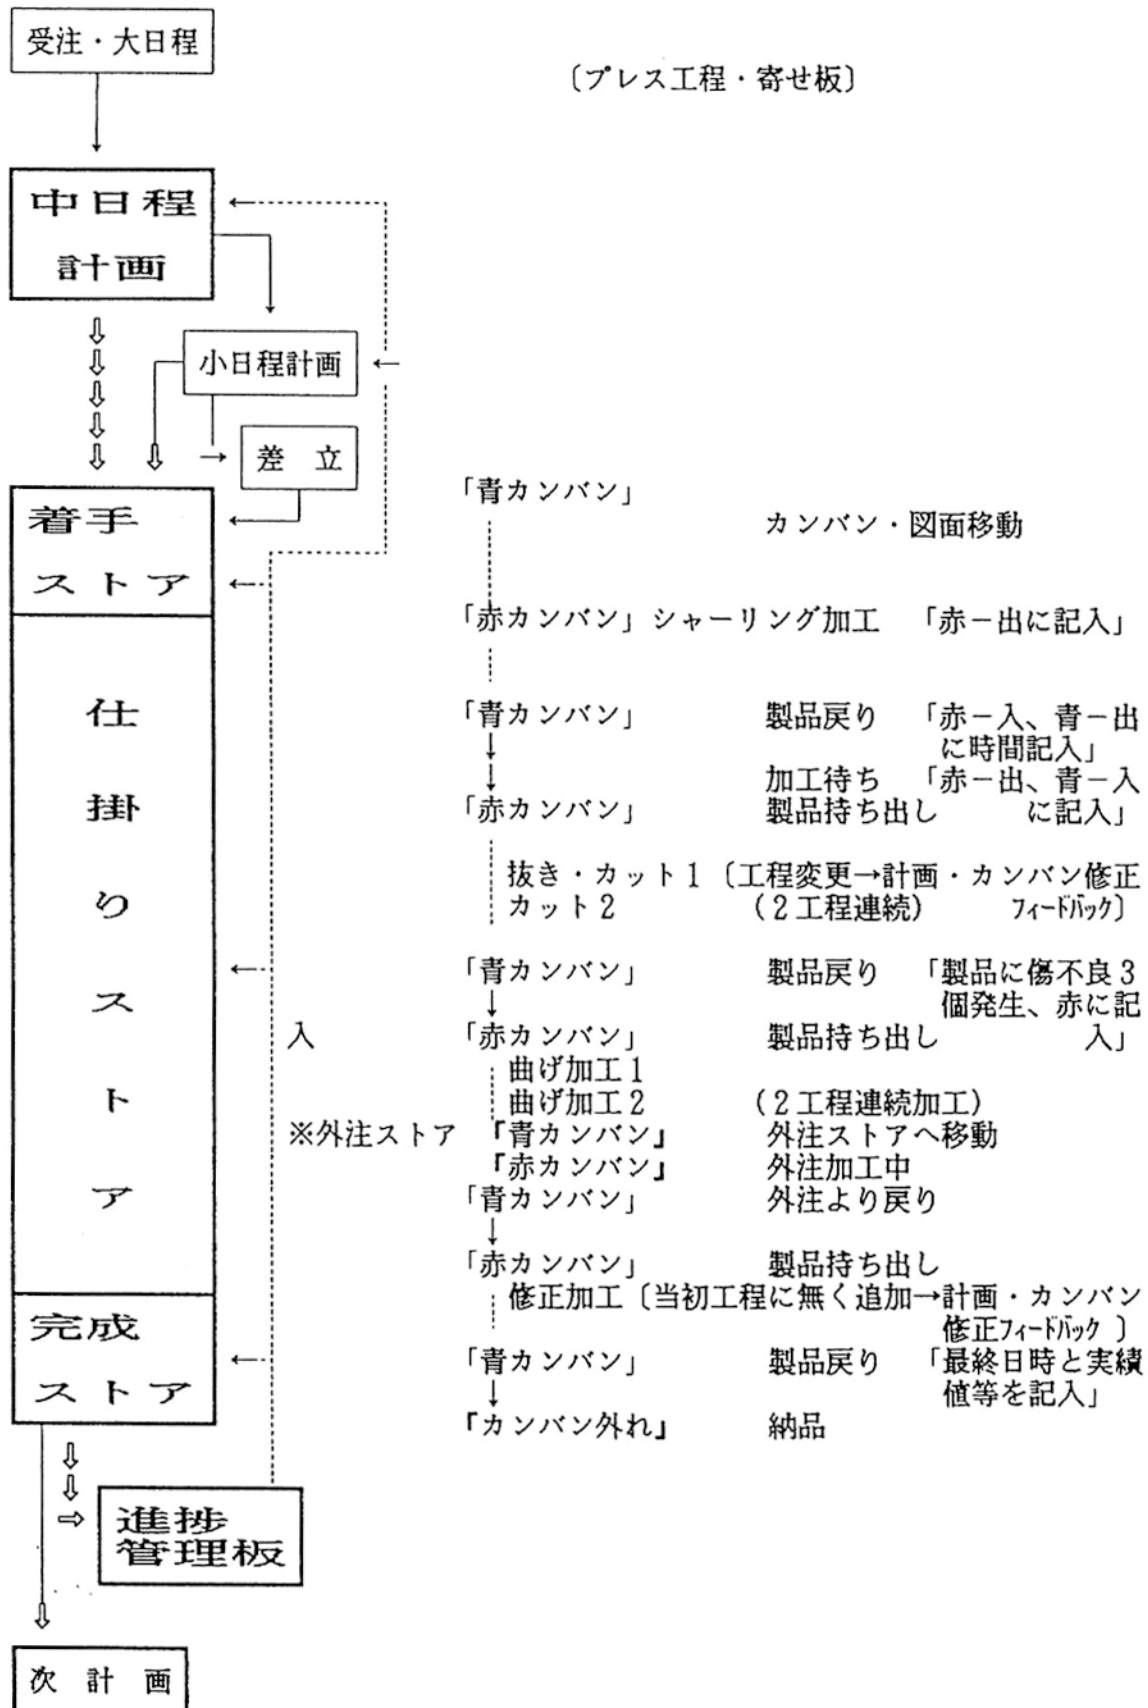 受注・大日程
〔プレス工程・寄せ板〕
中日程
計画
小日程計画
差 立
着手
ストア
仕掛りストア
完成
ストア
進捗
管理板
次 計 画
「青カンバン」
カンバン・図面移動
「赤カンバン」シャーリング加工 「赤－出に記入」
「青カンバン」 製品戻り 「赤－入、青－出
に時間記入」
加工待ち 「赤－出、青－入
「赤カンバン」 製品持ち出し に記入」
抜き・カット1〔工程変更→計画・カンバン修正
カット2 (2工程連続) フィードバック〕
「青カンバン」 製品戻り 「製品に傷不良3
個発生、赤に記
入 「赤カンバン」 製品持ち出し 入」
曲げ加工1
曲げ加工2 (2工程連続加工)
※外注ストア 『青カンバン』 外注ストアへ移動
『赤カンバン』 外注加工中
「青カンバン」 外注より戻り
「赤カンバン」 製品持ち出し
修正加工〔当初工程に無く追加→計画・カンバン
修正フィードバック〕
「青カンバン」 製品戻り 「最終日時と実績
値等を記入」
『カンバン外れ』 納品